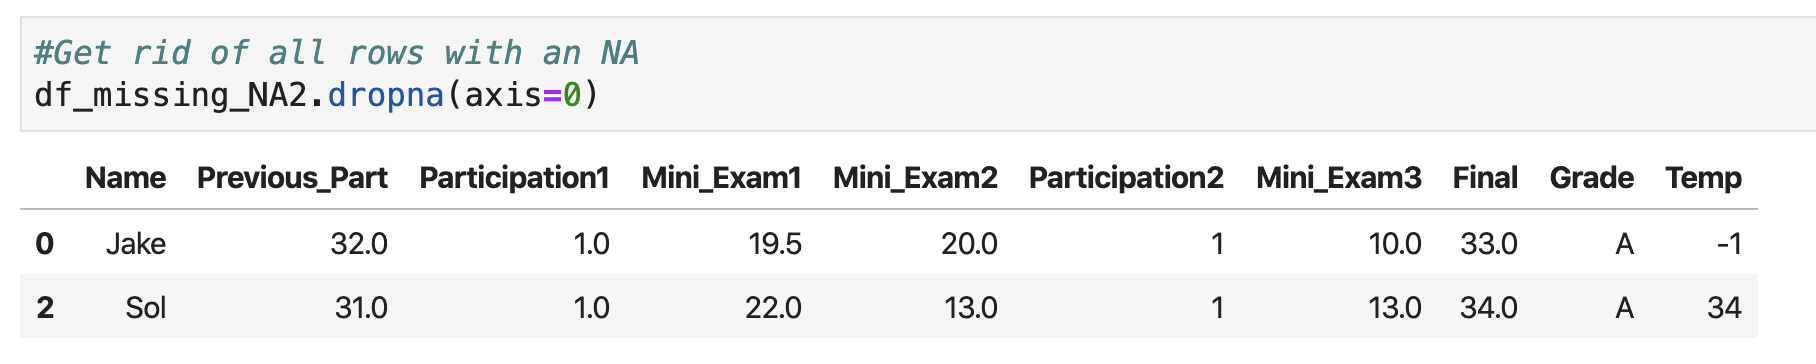 #Get rid of all rows with an NA
df_missing_NA2.dropna(axis=0)
Name Previous_Part Participation1 Mini_Exam1 Mini_Exam2 Participation2 Mini_Exam3 Final Grade Temp
0 Jake 32.0 1.0 19.5 20.0 1 10.0 33.0 A -1
2 Sol 31.0 1.0 22.0 13.0 1 13.0 34.0 A 34